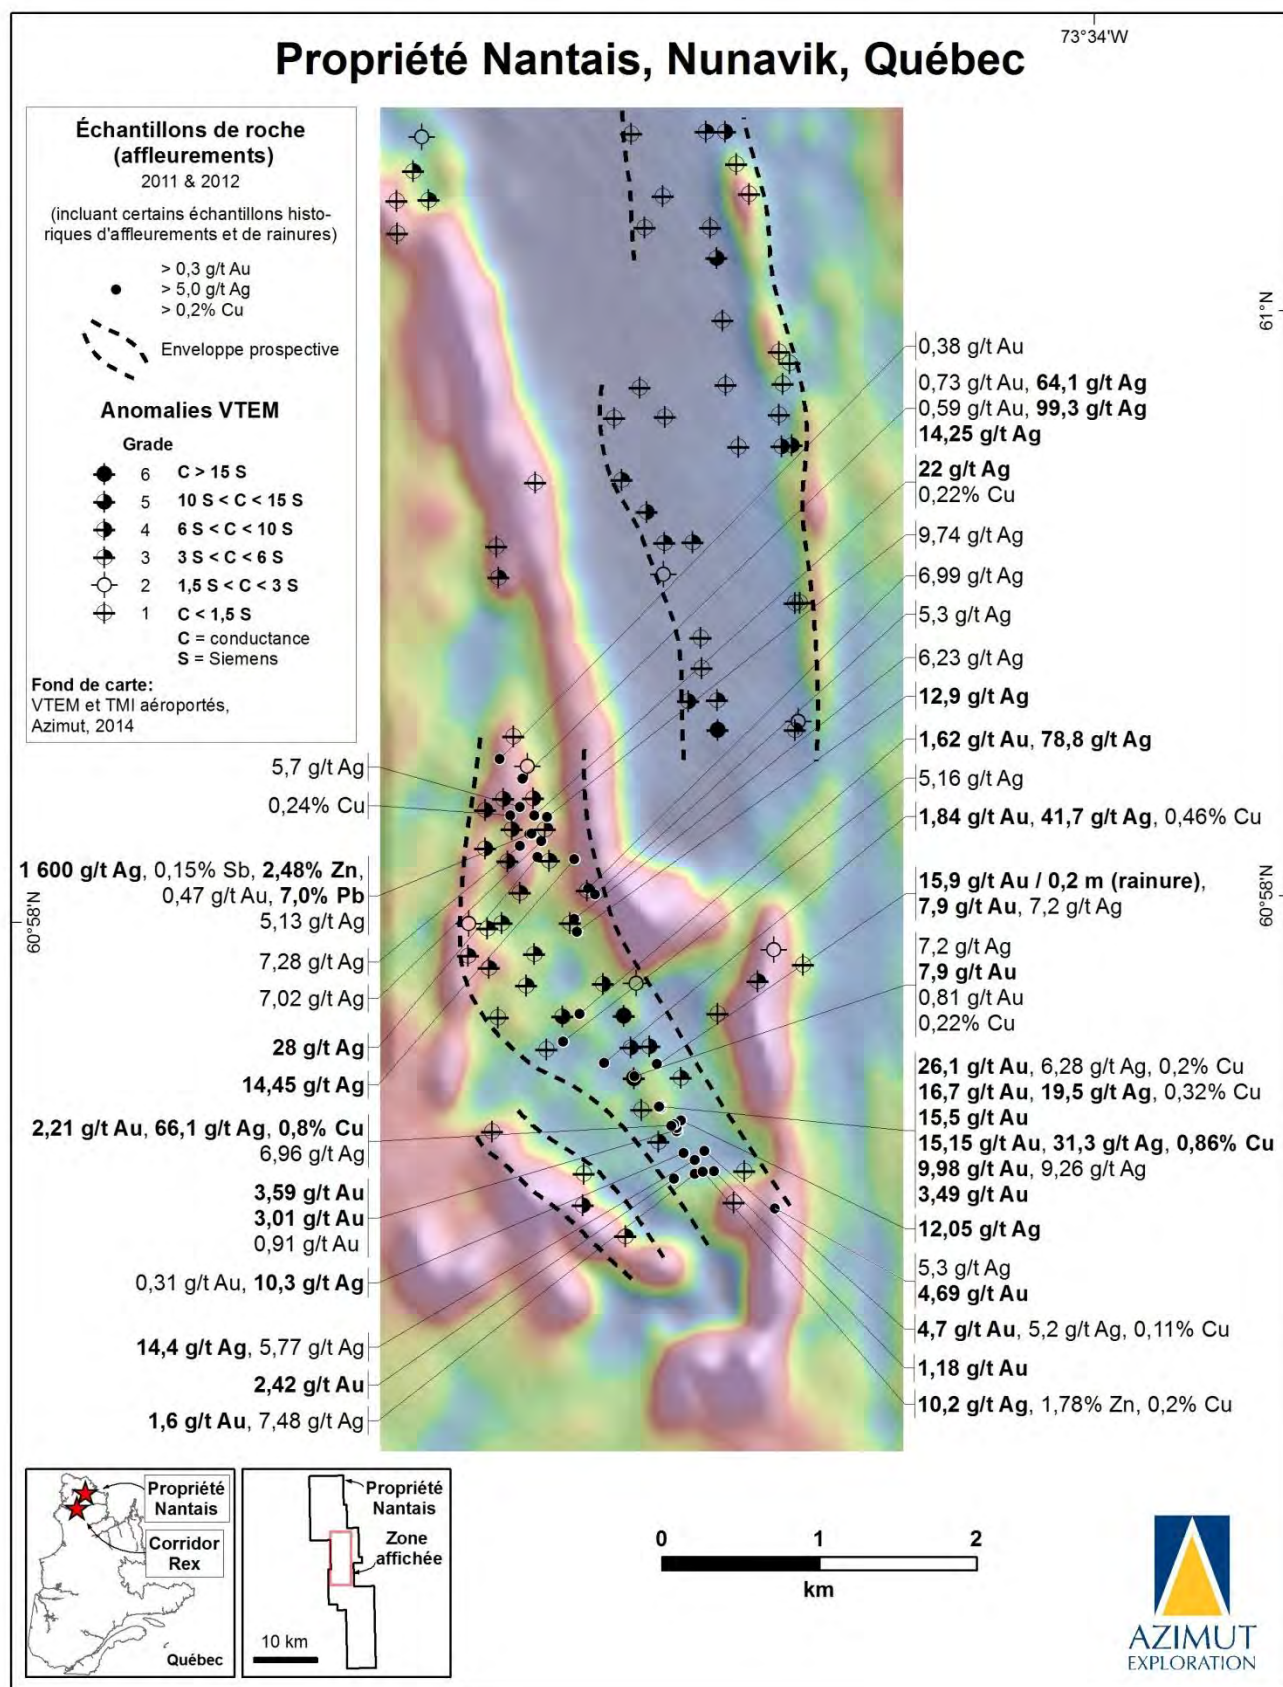 73°34'W
Propriété Nantais, Nunavik, Québec
Échantillons de roche
(affleurements)
2011 & 2012
(incluant certains échantillons histo-
riques d'affleurements et de rainures)
> 0,3 g/t Au
> 5,0 g/t Ag
> 0,2% Cu
Enveloppe prospective
Anomalies VTEM
Grade
6 C > 15 S
5 10 S < C < 15 S
4 6 S < C < 10 S
3 3 S < C < 6 S
2 1,5 S < C < 3 S
1 C < 1,5 S
C = conductance
S = Siemens
Fond de carte:
VTEM et TMI aéroportés,
Azimut, 2014
5,7 g/t Ag
0,24% Cu
1 600 g/t Ag, 0,15% Sb, 2,48% Zn,
0,47 g/t Au, 7,0% Pb
5,13 g/t Ag
60°58'N
7,28 g/t Ag
7,02 g/t Ag
28 g/t Ag
14,45 g/t Ag
2,21 g/t Au, 66,1 g/t Ag, 0,8% Cu
6,96 g/t Ag
3,59 g/t Au
3,01 g/t Au
0,91 g/t Au
0,31 g/t Au, 10,3 g/t Ag
14,4 g/t Ag, 5,77 g/t Ag
2,42 g/t Au
1,6 g/t Au, 7,48 g/t Ag
61°N
0,38 g/t Au
0,73 g/t Au, 64,1 g/t Ag
0,59 g/t Au, 99,3 g/t Ag
14,25 g/t Ag
22 g/t Ag
0,22% Cu
9,74 g/t Ag
6,99 g/t Ag
5,3 g/t Ag
6,23 g/t Ag
12,9 g/t Ag
1,62 g/t Au, 78,8 g/t Ag
5,16 g/t Ag
1,84 g/t Au, 41,7 g/t Ag, 0,46% Cu
15,9 g/t Au / 0,2 m (rainure),
7,9 g/t Au, 7,2 g/t Ag
60°58'N
7,2 g/t Ag
7,9 g/t Au
0,81 g/t Au
0,22% Cu
26,1 g/t Au, 6,28 g/t Ag, 0,2% Cu
16,7 g/t Au, 19,5 g/t Ag, 0,32% Cu
15,5 g/t Au
15,15 g/t Au, 31,3 g/t Ag, 0,86% Cu
9,98 g/t Au, 9,26 g/t Ag
3,49 g/t Au
12,05 g/t Ag
5,3 g/t Ag
4,69 g/t Au
4,7 g/t Au, 5,2 g/t Ag, 0,11% Cu
1,18 g/t Au
10,2 g/t Ag, 1,78% Zn, 0,2% Cu
Propriété
Nantais
Corridor
Rex
Québec
Propriété
Nantais
Zone
affichée
10 km
0 1 2
km
AZIMUT
EXPLORATION